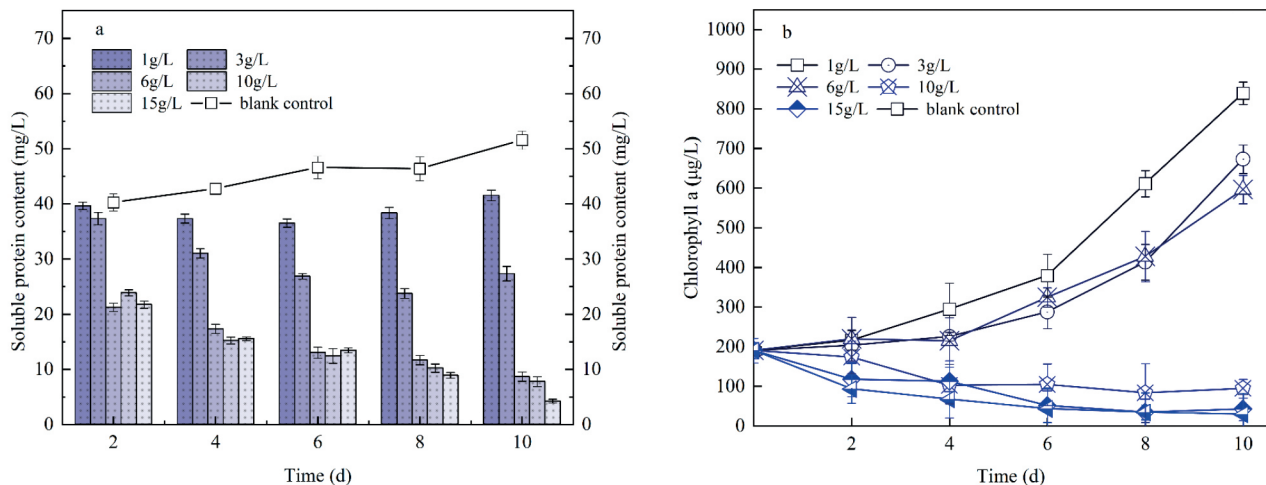 a
1g/L 3g/L
6g/L 10g/L
15g/L blank control
Soluble protein content (mg/L)
70
60
50
40
30
20
10
0
70
60
50
40
30
20
10
0
Soluble protein content (mg/L)
2 4 6 8 10
Time (d)
b
1g/L 3g/L
6g/L 10g/L
15g/L blank control
Chlorophyll a (μg/L)
1000
900
800
700
600
500
400
300
200
100
0
2 4 6 8 10
Time (d)